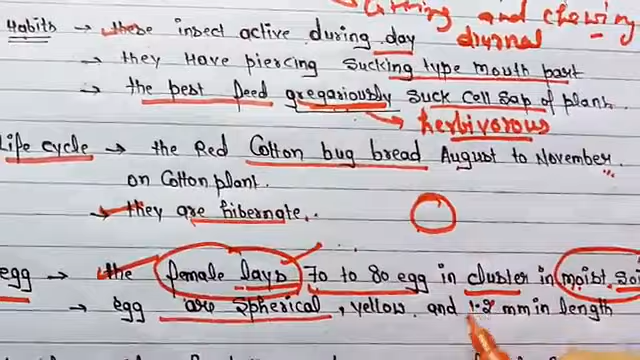 Cutting and chewing
Habits → these insect active during day diurnal
→ they Have piercing sucking type mouth part
→ the pest feed gregariously suck cell sap of plant.
herbivorous
Life cycle → the Red Cotton bug bread August to November
on Cotton plant.
→ they are hibernate.
egg → the female lays 70 to 80 egg in cluster in moist soi
→ egg are spherical, yellow and 1.2 mm in length